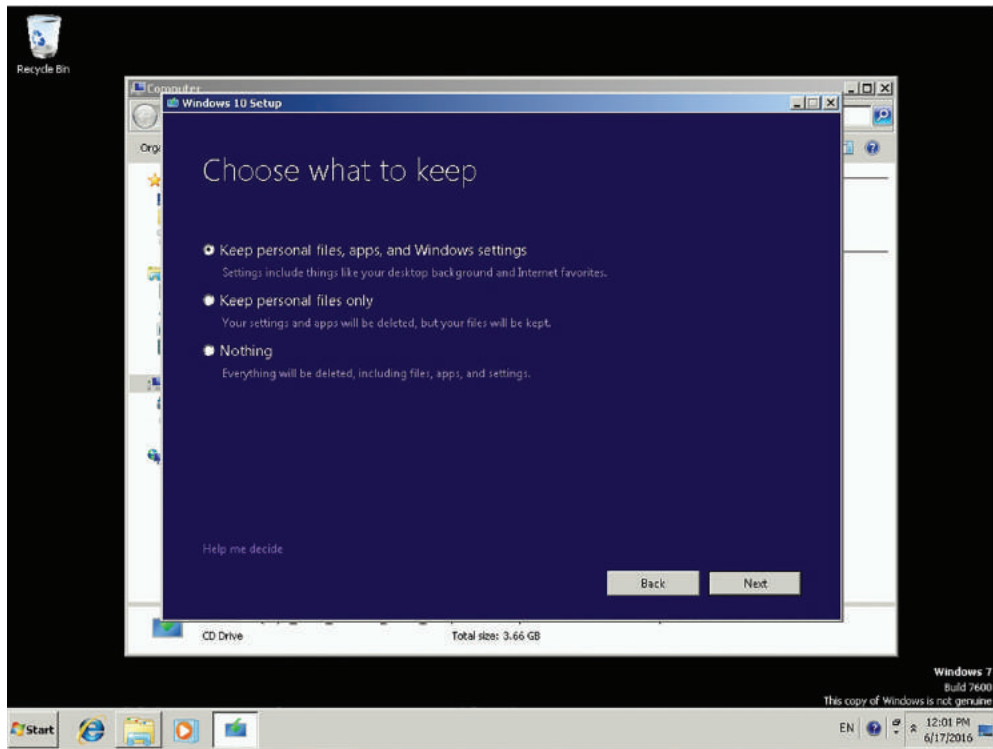 Recycle Bin
Computer
Windows 10 Setup
Orga
Choose what to keep
Keep personal files, apps, and Windows settings
Settings include things like your desktop background and Internet favorites.
Keep personal files only
Your settings and apps will be deleted, but your files will be kept.
Nothing
Everything will be deleted, including files, apps, and settings.
Help me decide
Back
Next
CD Drive
Total size: 3.66 GB
Windows 7
Build 7600
This copy of Windows is not genuine
Start
EN
12:01 PM
6/17/2016